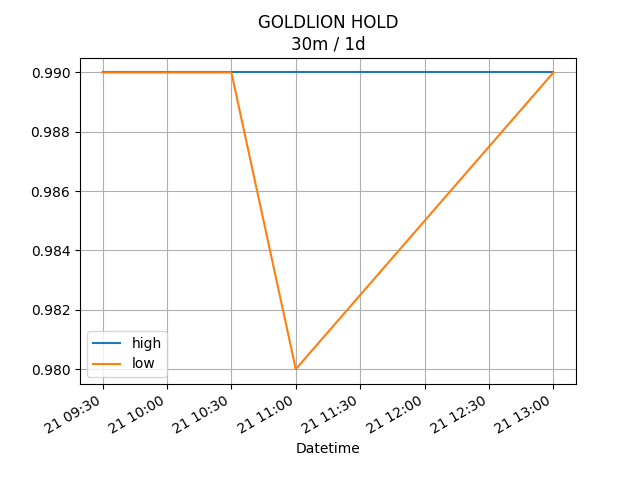 GOLDLION HOLD
30m / 1d
0.990
0.988
0.986
0.984
0.982
0.980
high
low
21 09:30
21 10:00
21 10:30
21 11:00
21 11:30
21 12:00
21 12:30
21 13:00
Datetime